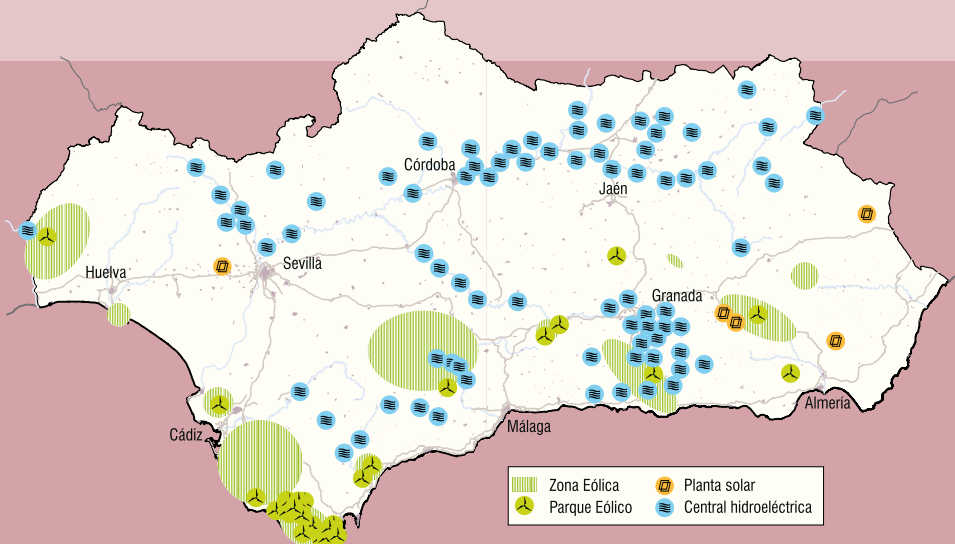 Córdoba
Jaén
Sevilla
Huelva
Granada
Almería
Málaga
Cádiz
Zona Eólica
Planta solar
Parque Eólico
Central hidroeléctrica